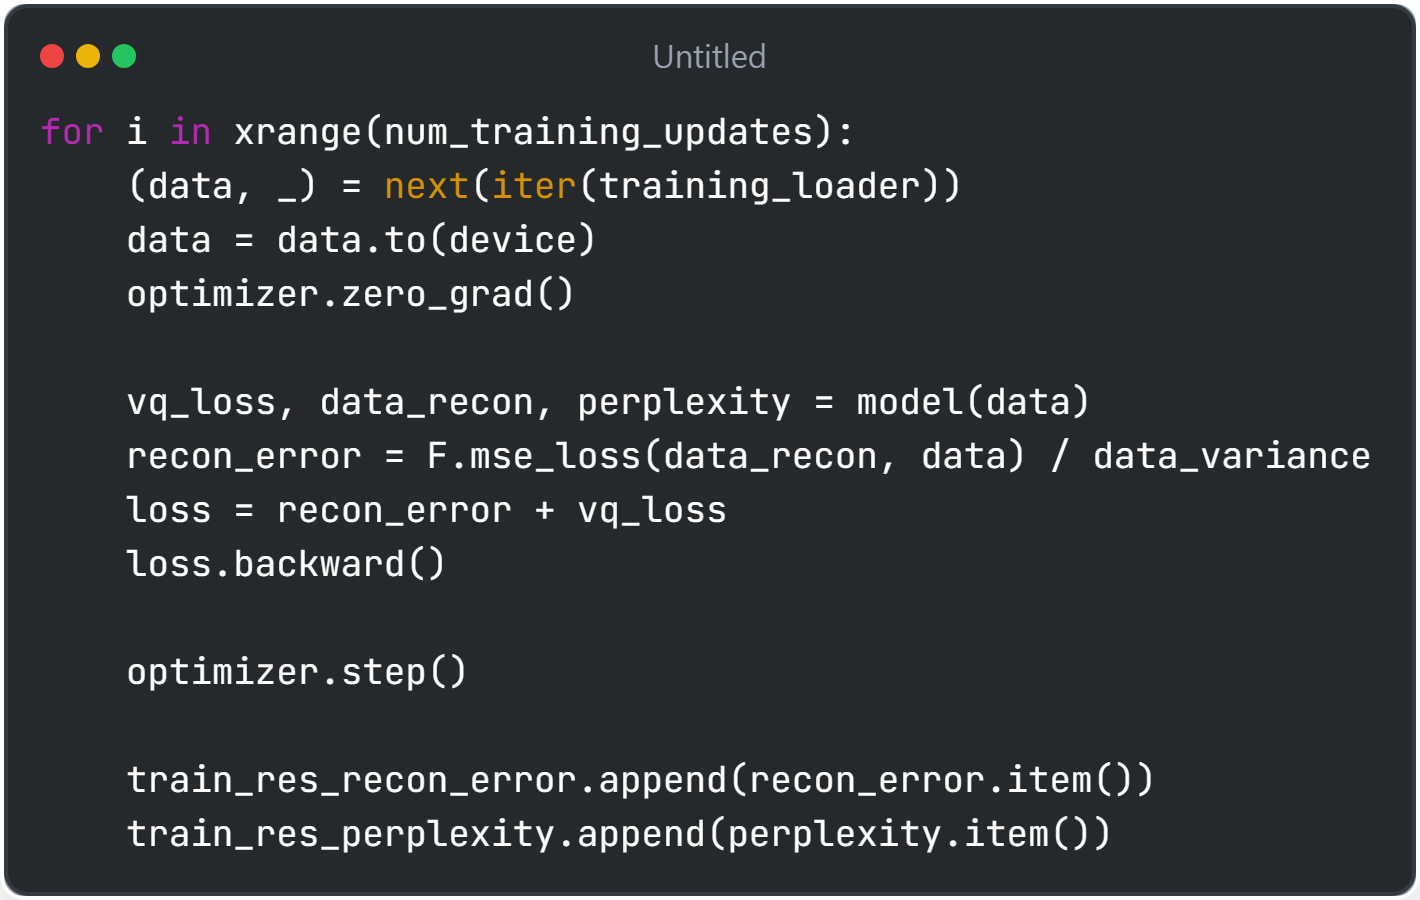 Untitled
for i in xrange(num_training_updates):
    (data, _) = next(iter(training_loader))
    data = data.to(device)
    optimizer.zero_grad()

    vq_loss, data_recon, perplexity = model(data)
    recon_error = F.mse_loss(data_recon, data) / data_variance
    loss = recon_error + vq_loss
    loss.backward()

    optimizer.step()

    train_res_recon_error.append(recon_error.item())
    train_res_perplexity.append(perplexity.item())